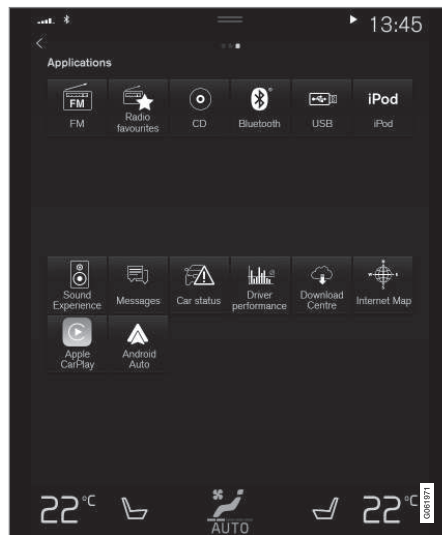 13:45
Applications
FM
iPod
FM
Radio
favourites
CD
Bluetooth
USB
iPod
Sound
Experience
Messages
Car status
Driver
performance
Download
Centre
Internet Map
Apple
CarPlay
Android
Auto
22°C
AUTO
22°C
G061971